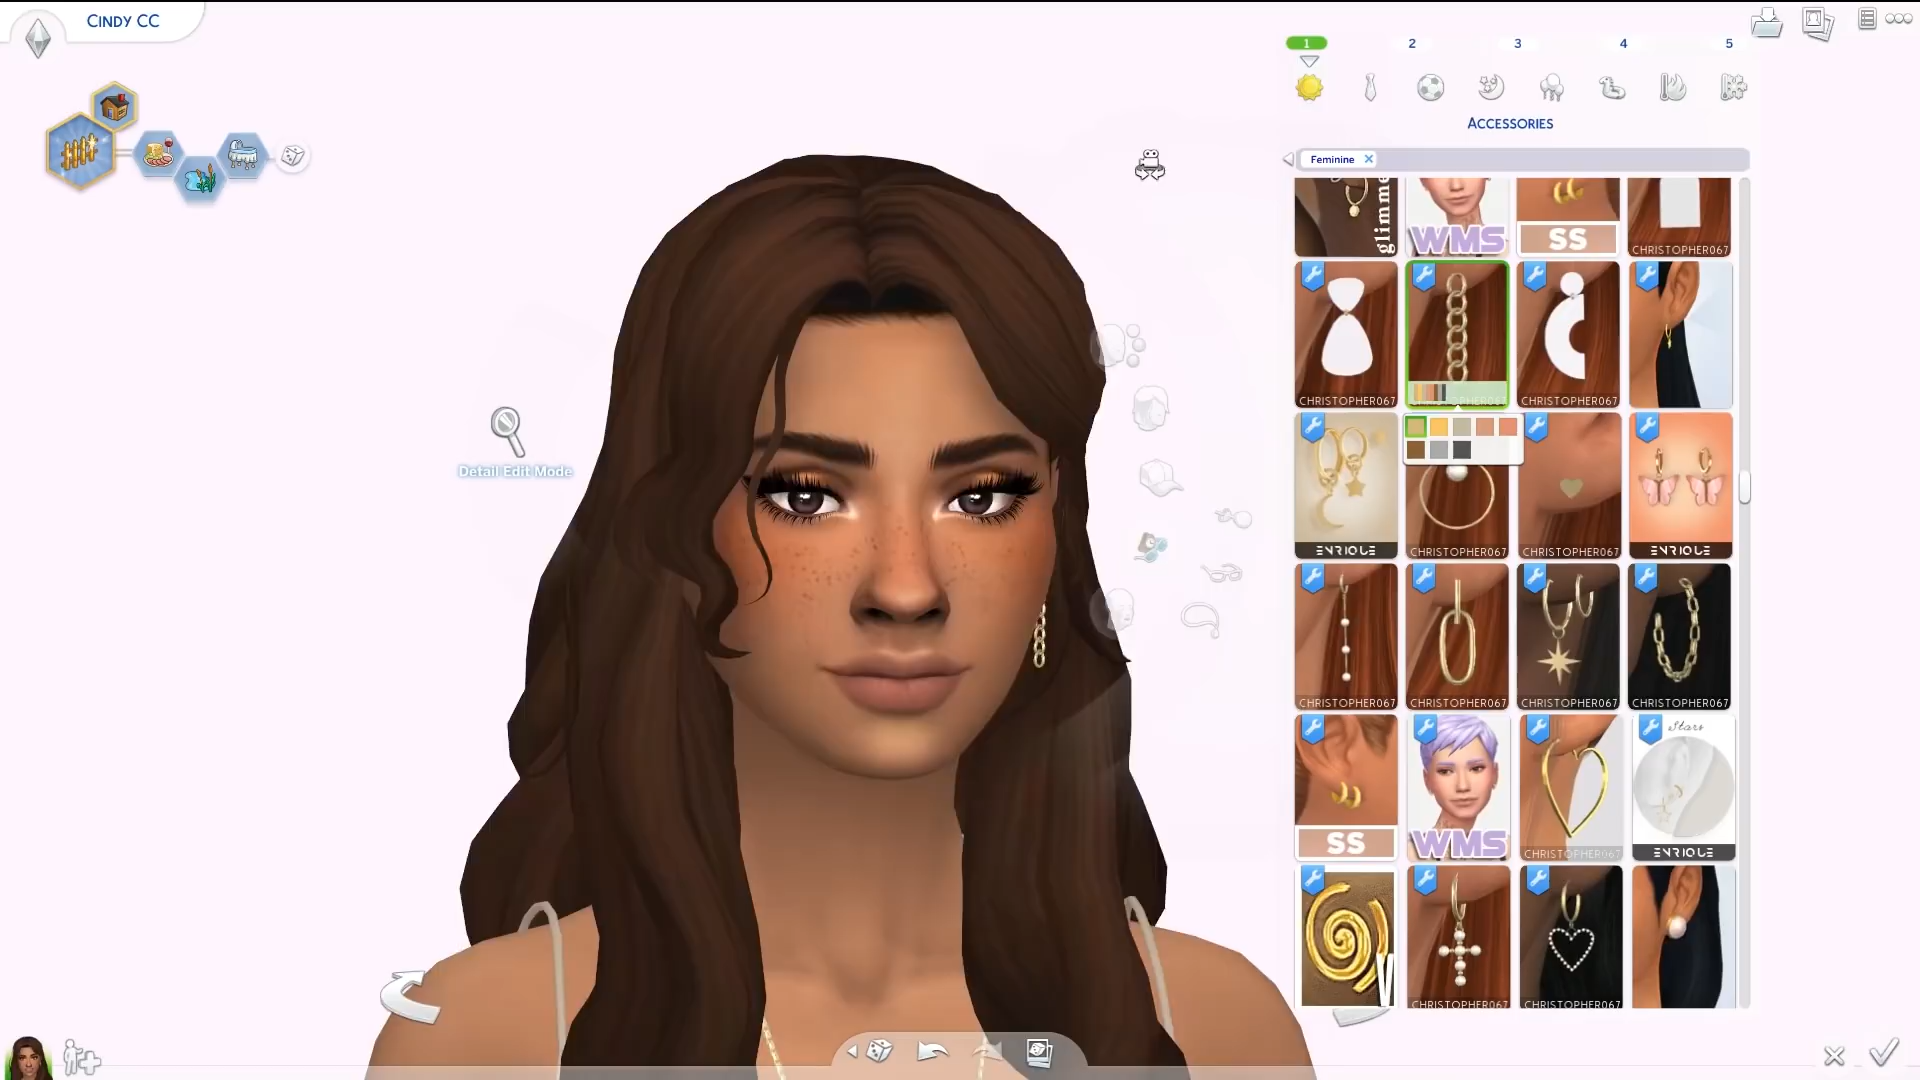 Cindy CC
1
2
3
4
5
Accessories
Feminine
glimme
WMS
SS
CHRISTOPHER067
CHRISTOPHER067
CHRISTOPHER067
CHRISTOPHER067
Detail Edit Mode
ENRIQUE
CHRISTOPHER067
CHRISTOPHER067
ENRIQUE
CHRISTOPHER067
CHRISTOPHER067
CHRISTOPHER067
CHRISTOPHER067
SS
WMS
CHRISTOPHER067
Stars
ENRIQUE
CHRISTOPHER067
CHRISTOPHER067